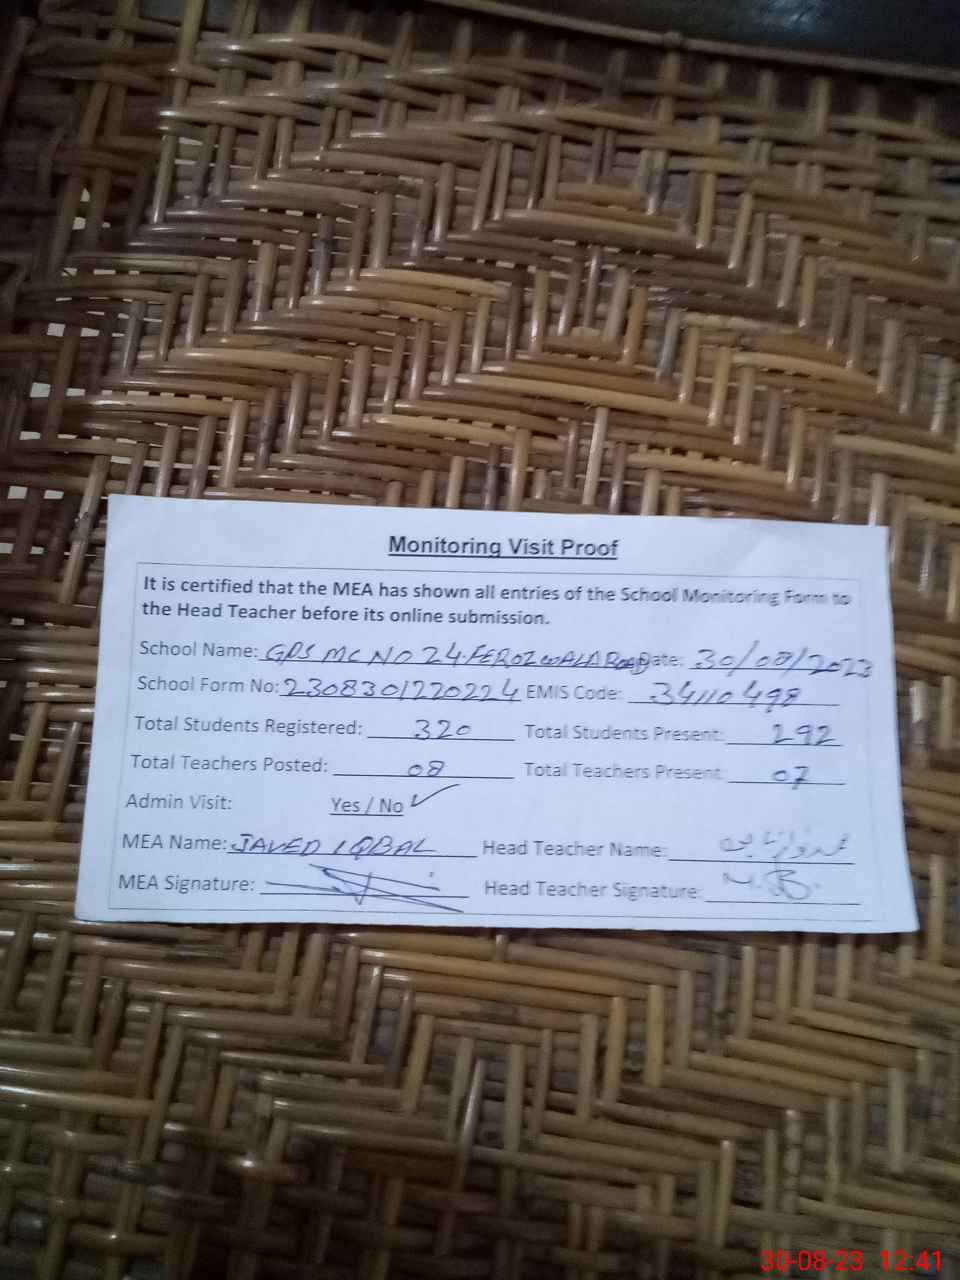 Monitoring Visit Proof
It is certified that the MEA has shown all entries of the School Monitoring Form to
the Head Teacher before its online submission.
School Name: GPS MC NO 24 FEROZWALA Road Date: 30/08/2023
School Form No: 2308301220224 EMIS Code: 34110498
Total Students Registered: 320 Total Students Present: 292
Total Teachers Posted: 08 Total Teachers Present: 07
Admin Visit: Yes / No ✓
MEA Name: JAVED IQBAL Head Teacher Name:
MEA Signature: Head Teacher Signature:
30-08-23 12:41